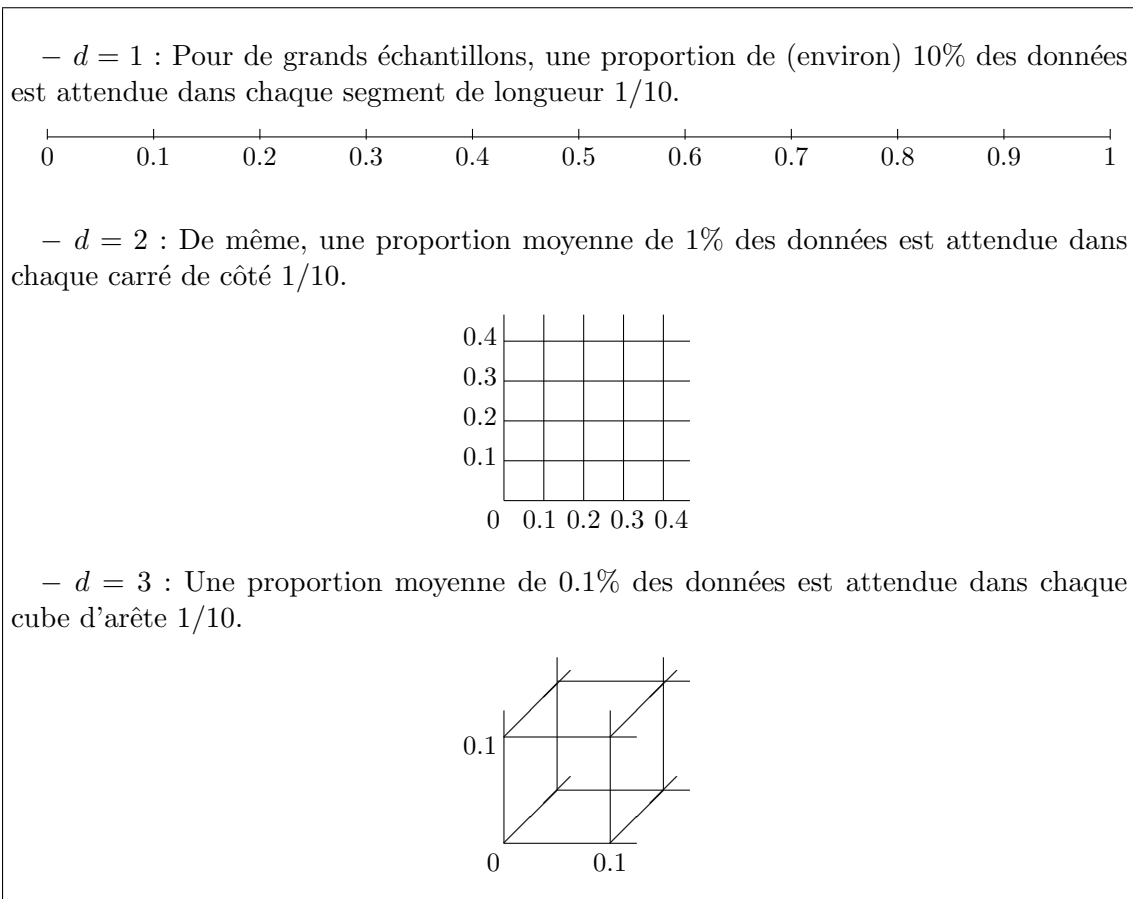 − d = 1 : Pour de grands échantillons, une proportion de (environ) 10% des données
est attendue dans chaque segment de longueur 1/10.
0 0.1 0.2 0.3 0.4 0.5 0.6 0.7 0.8 0.9 1
− d = 2 : De même, une proportion moyenne de 1% des données est attendue dans
chaque carré de côté 1/10.
0.4
0.3
0.2
0.1
0 0.1 0.2 0.3 0.4
− d = 3 : Une proportion moyenne de 0.1% des données est attendue dans chaque
cube d'arête 1/10.
0.1
0 0.1